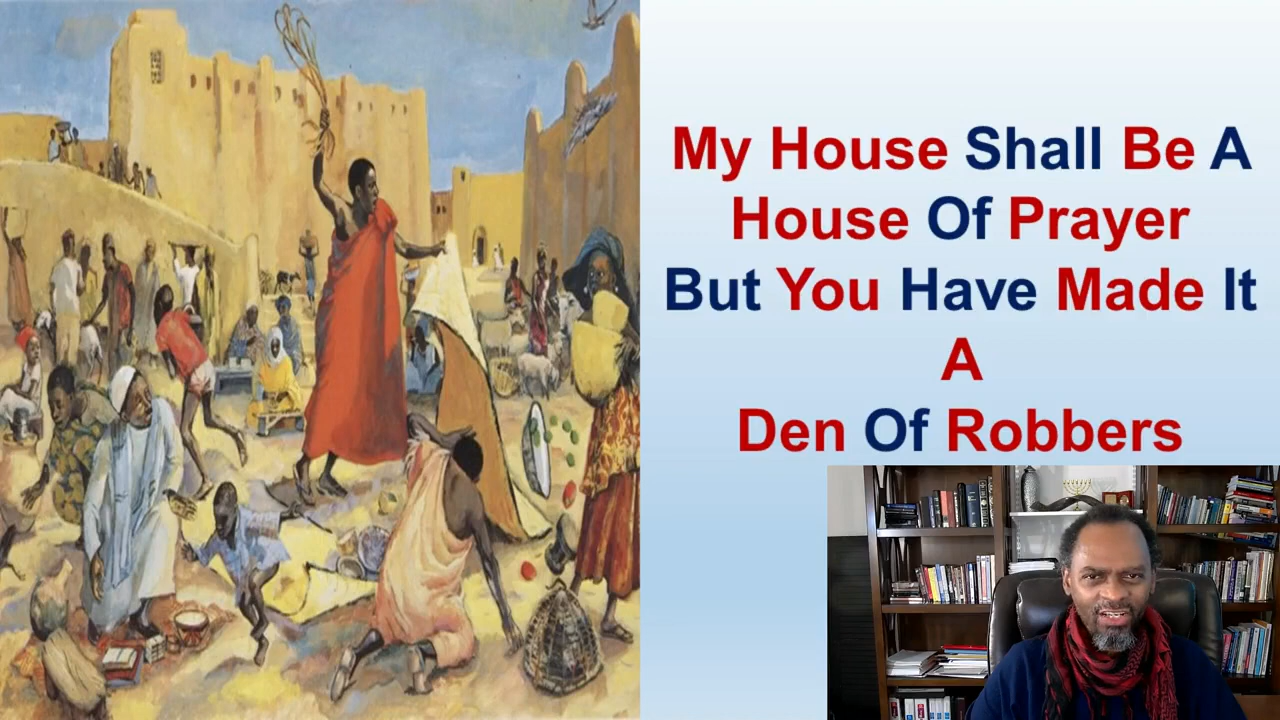 My House Shall Be A
House Of Prayer
But You Have Made It
A
Den Of Robbers